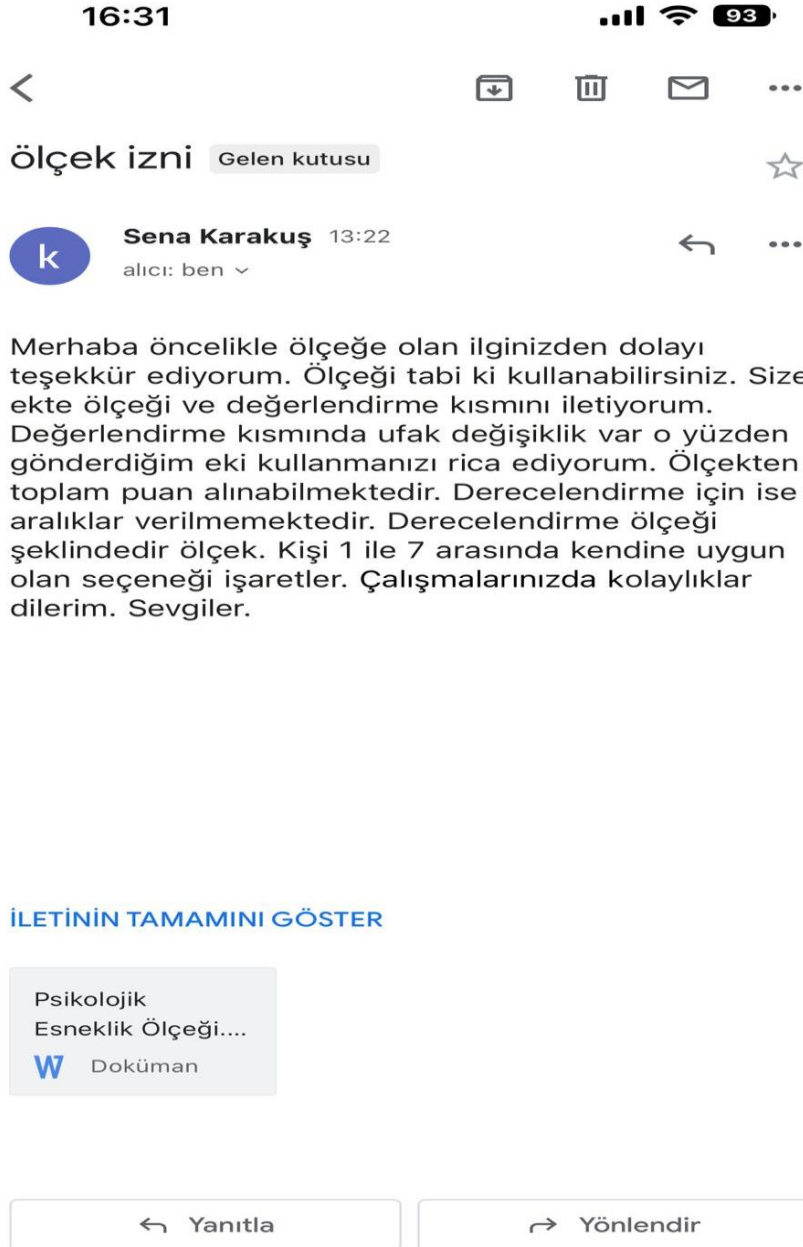 16:31
93
ölçek izni Gelen kutusu
k
Sena Karakuş 13:22
alıcı: ben
Merhaba öncelikle ölçeğe olan ilginizden dolayı
teşekkür ediyorum. Ölçeği tabi ki kullanabilirsiniz. Size
ekte ölçeği ve değerlendirme kısmını iletiyorum.
Değerlendirme kısmında ufak değişiklik var o yüzden
gönderdiğim eki kullanmanızı rica ediyorum. Ölçekten
toplam puan alınabilmektedir. Derecelendirme için ise
aralıklar verilmemektedir. Derecelendirme ölçeği
şeklindedir ölçek. Kişi 1 ile 7 arasında kendine uygun
olan seçeneği işaretler. Çalışmalarınızda kolaylıklar
dilerim. Sevgiler.
İLETİNİN TAMAMINI GÖSTER
Psikolojik
Esneklik Ölçeği....
W Doküman
Yanıtla
Yönlendir